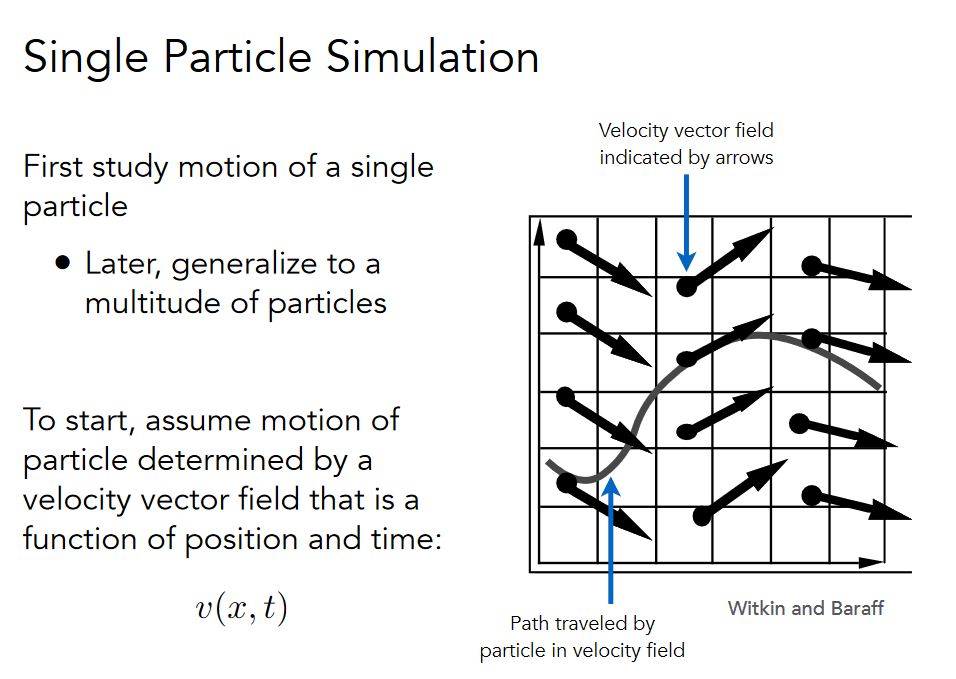 Single Particle Simulation
First study motion of a single
particle
• Later, generalize to a
multitude of particles
To start, assume motion of
particle determined by a
velocity vector field that is a
function of position and time:
v(x, t)
Velocity vector field
indicated by arrows
Witkin and Baraff
Path traveled by
particle in velocity field